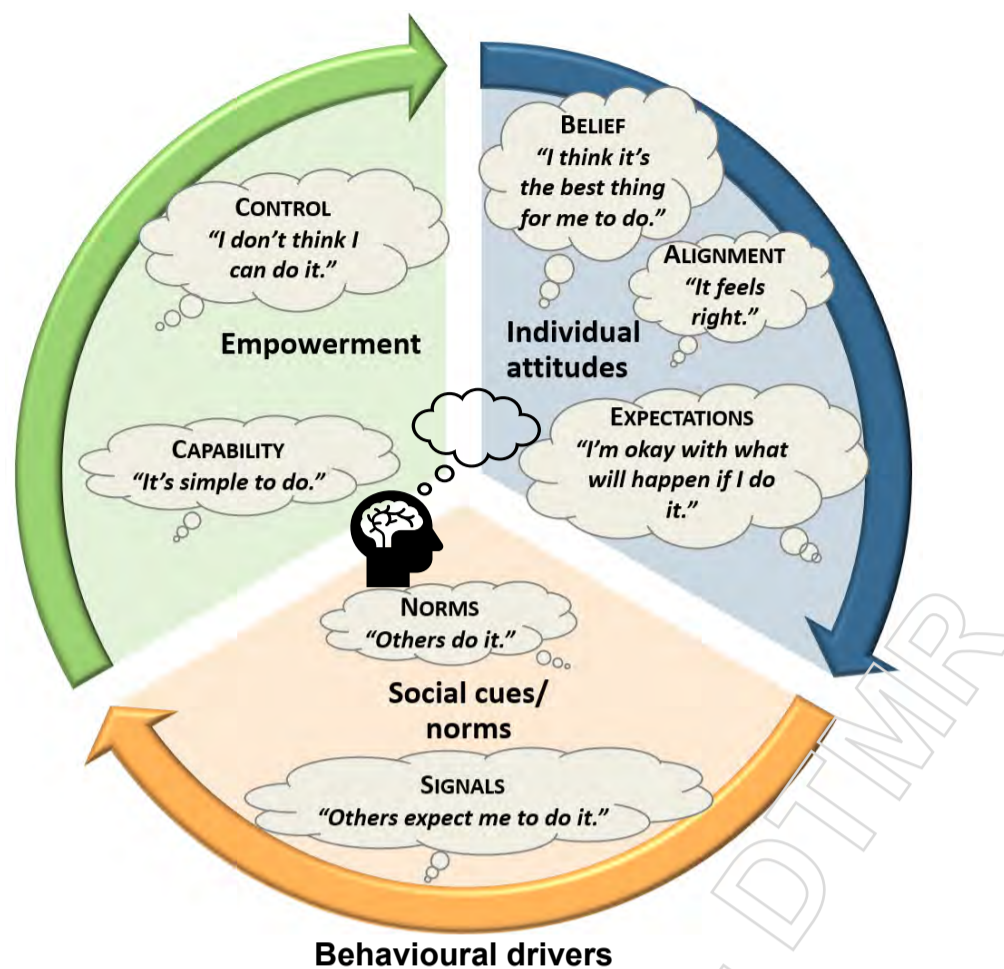 BELIEF
“I think it’s
the best thing
for me to do.”
ALIGNMENT
“It feels
right.”
Individual
attitudes
EXPECTATIONS
“I’m okay with what
will happen if I do
it.”
NORMS
“Others do it.”
Social cues/
norms
SIGNALS
“Others expect me to do it.”
CONTROL
“I don’t think I
can do it.”
Empowerment
CAPABILITY
“It’s simple to do.”
Behavioural drivers
DTMR